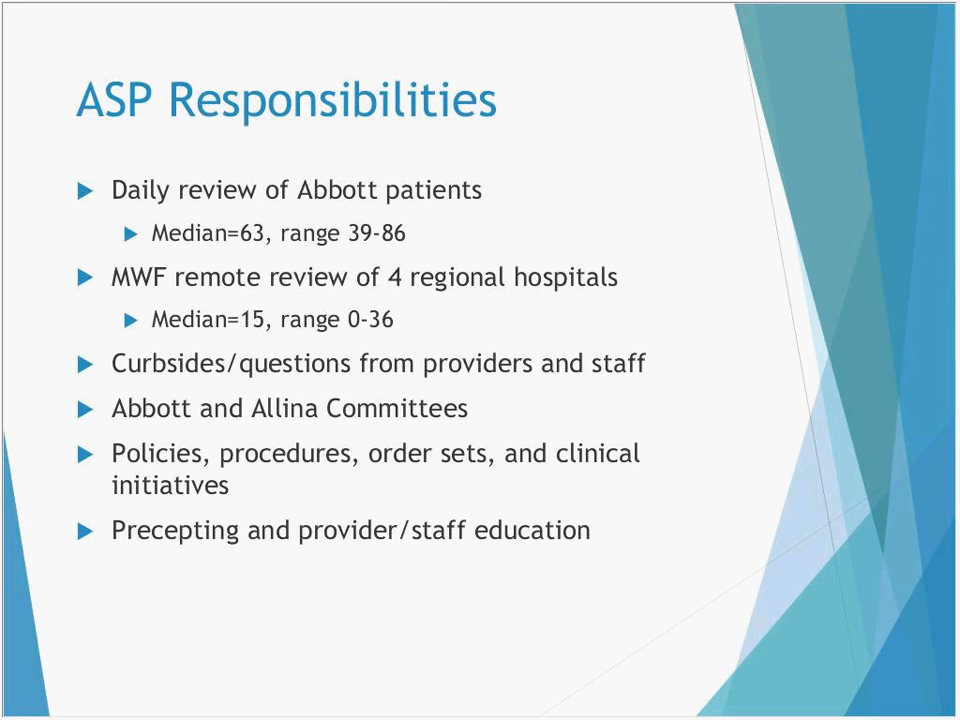 ASP Responsibilities
Daily review of Abbott patients
Median=63, range 39-86
MWF remote review of 4 regional hospitals
Median=15, range 0-36
Curbsides/questions from providers and staff
Abbott and Allina Committees
Policies, procedures, order sets, and clinical
initiatives
Precepting and provider/staff education